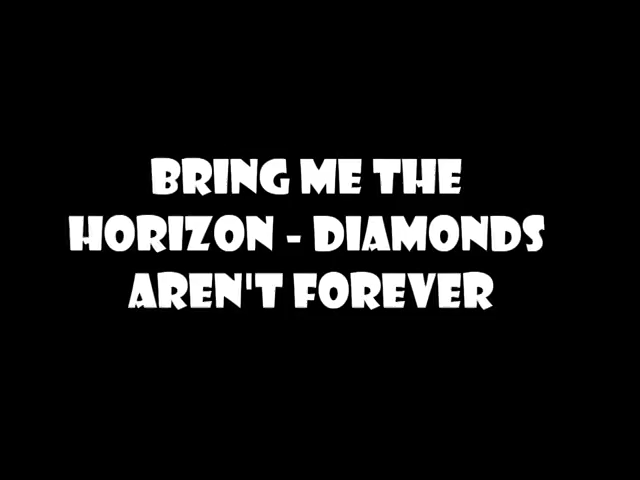 BRING ME THE
HORIZON - DIAMONDS
AREN'T FOREVER